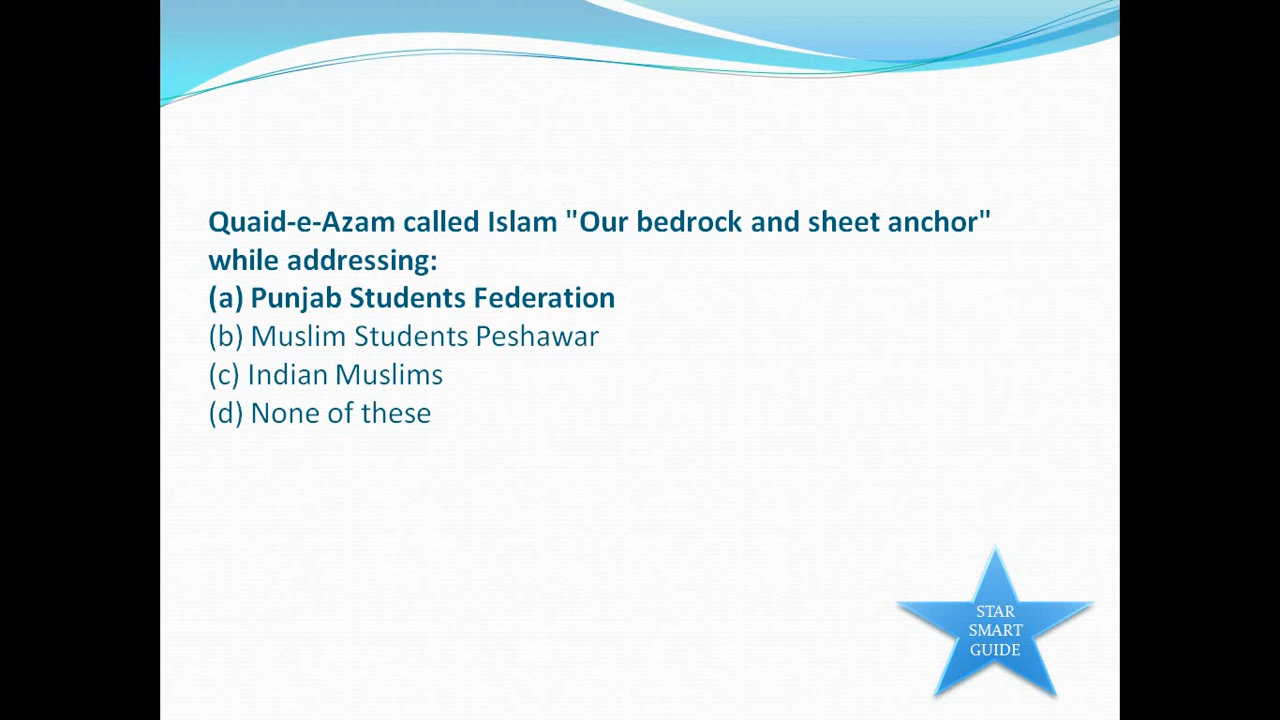 Quaid-e-Azam called Islam "Our bedrock and sheet anchor"
while addressing:
(a) Punjab Students Federation
(b) Muslim Students Peshawar
(c) Indian Muslims
(d) None of these
STAR
SMART
GUIDE